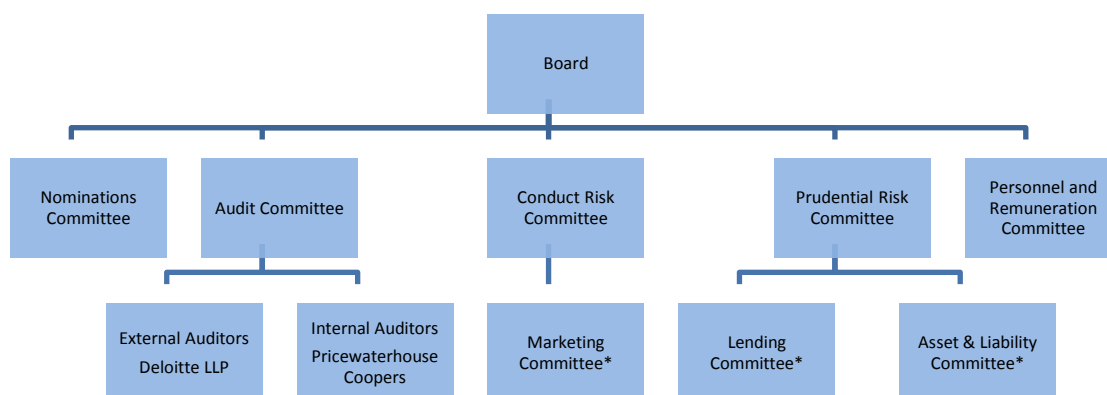 Board
Nominations
Committee
Audit Committee
Conduct Risk
Committee
Prudential Risk
Committee
Personnel and
Remuneration
Committee
External Auditors
Deloitte LLP
Internal Auditors
Pricewaterhouse
Coopers
Marketing
Committee*
Lending
Committee*
Asset & Liability
Committee*